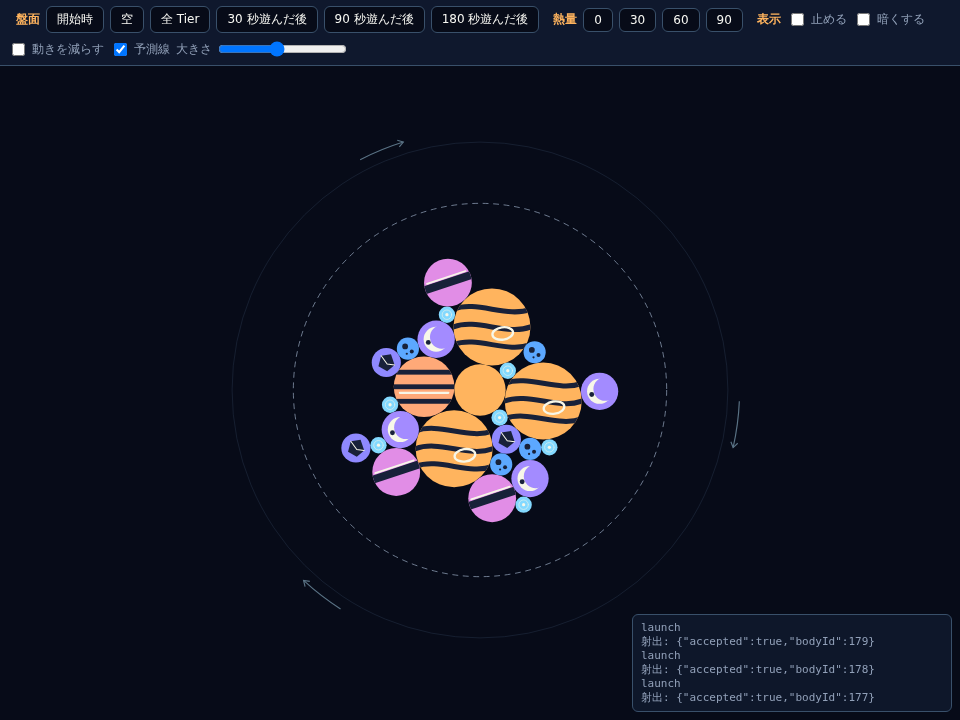 盤面 開始時 空 全 Tier 30 秒遊んだ後 90 秒遊んだ後 180 秒遊んだ後 熱量 0 30 60 90 表示 止める 暗くする
動きを減らす 予測線 大きさ
launch
射出: {"accepted":true,"bodyId":179}
launch
射出: {"accepted":true,"bodyId":178}
launch
射出: {"accepted":true,"bodyId":177}